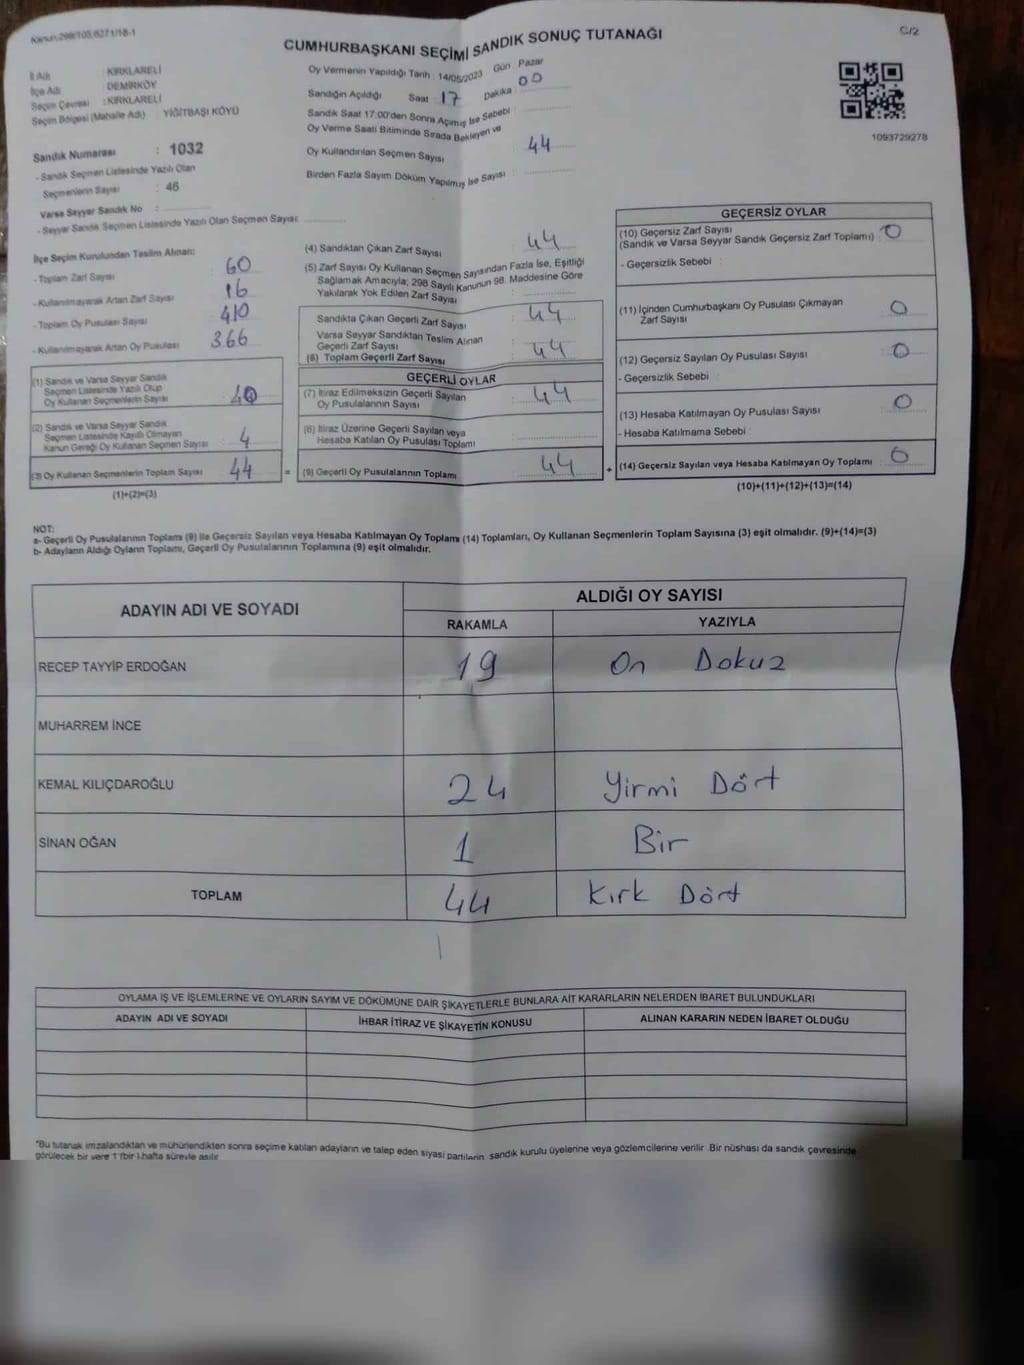 Kanun:298/105,6271/18-1
C/2
CUMHURBAŞKANI SEÇİMİ SANDIK SONUÇ TUTANAĞI
İl Adı : KIRKLARELİ
İlçe Adı : DEMİRKÖY
Seçim Çevresi : KIRKLARELİ
Seçim Bölgesi (Mahalle Adı) : YİĞİTBAŞI KÖYÜ
Sandık Numarası : 1032
- Sandık Seçmen Listesinde Yazılı Olan
Seçmenlerin Sayısı : 46
Varsa Seyyar Sandık No :
- Seyyar Sandık Seçmen Listesinde Yazılı Olan Seçmen Sayısı:
Oy Vermenin Yapıldığı Tarih : 14/05/2023 Gün : Pazar
Sandığın Açıldığı Saat : 17 Dakika : 00
Sandık Saat 17:00'den Sonra Açılmış İse Sebebi :
Oy Verme Saati Bitiminde Sırada Bekleyen ve
Oy Kullandırılan Seçmen Sayısı : 44
Birden Fazla Sayım Döküm Yapılmış İse Sayısı :
1093729278
İlçe Seçim Kurulundan Teslim Alınan:
- Toplam Zarf Sayısı : 60
- Kullanılmayarak Artan Zarf Sayısı : 16
- Toplam Oy Pusulası Sayısı : 410
- Kullanılmayarak Artan Oy Pusulası : 366
(1) Sandık ve Varsa Seyyar Sandık
Seçmen Listesinde Yazılı Olup
Oy Kullanan Seçmenlerin Sayısı : 40
(2) Sandık ve Varsa Seyyar Sandık
Seçmen Listesinde Kayıtlı Olmayan
Kanun Gereği Oy Kullanan Seçmen Sayısı : 4
(3) Oy Kullanan Seçmenlerin Toplam Sayısı 44
(1)+(2)=(3)
=
(4) Sandıktan Çıkan Zarf Sayısı : 44
(5) Zarf Sayısı Oy Kullanan Seçmen Sayısından Fazla İse, Eşitliği
Sağlamak Amacıyla; 298 Sayılı Kanunun 98. Maddesine Göre
Yakılarak Yok Edilen Zarf Sayısı :
Sandıkta Çıkan Geçerli Zarf Sayısı : 44
Varsa Seyyar Sandıktan Teslim Alınan
Geçerli Zarf Sayısı : 44
(6) Toplam Geçerli Zarf Sayısı
GEÇERLİ OYLAR
(7) İtiraz Edilmeksizin Geçerli Sayılan
Oy Pusulalarının Sayısı : 44
(8) İtiraz Üzerine Geçerli Sayılan veya
Hesaba Katılan Oy Pusulası Toplamı :
(9) Geçerli Oy Pusulalarının Toplamı : 44
+
GEÇERSİZ OYLAR
(10) Geçersiz Zarf Sayısı
(Sandık ve Varsa Seyyar Sandık Geçersiz Zarf Toplamı) : 0
- Geçersizlik Sebebi :
(11) İçinden Cumhurbaşkanı Oy Pusulası Çıkmayan
Zarf Sayısı : 0
(12) Geçersiz Sayılan Oy Pusulası Sayısı : 0
- Geçersizlik Sebebi :
(13) Hesaba Katılmayan Oy Pusulası Sayısı : 0
- Hesaba Katılmama Sebebi :
(14) Geçersiz Sayılan veya Hesaba Katılmayan Oy Toplamı : 0
(10)+(11)+(12)+(13)=(14)
NOT:
a- Geçerli Oy Pusulalarının Toplamı (9) ile Geçersiz Sayılan veya Hesaba Katılmayan Oy Toplamı (14) Toplamları, Oy Kullanan Seçmenlerin Toplam Sayısına (3) eşit olmalıdır. (9)+(14)=(3)
b- Adayların Aldığı Oyların Toplamı, Geçerli Oy Pusulalarının Toplamına (9) eşit olmalıdır.
ADAYIN ADI VE SOYADI
ALDIĞI OY SAYISI
RAKAMLA YAZIYLA
RECEP TAYYİP ERDOĞAN 19 On Dokuz
MUHARREM İNCE
KEMAL KILIÇDAROĞLU 24 Yirmi Dört
SİNAN OĞAN 1 Bir
TOPLAM 44 Kırk Dört
OYLAMA İŞ VE İŞLEMLERİNE VE OYLARIN SAYIM VE DÖKÜMÜNE DAİR ŞİKAYETLERLE BUNLARA AİT KARARLARIN NELERDEN İBARET BULUNDUKLARI
ADAYIN ADI VE SOYADI İHBAR İTİRAZ VE ŞİKAYETİN KONUSU ALINAN KARARIN NEDEN İBARET OLDUĞU
*Bu tutanak imzalandıktan ve mühürlendikten sonra seçime katılan adayların ve talep eden siyasi partilerin sandık kurulu üyelerine veya gözlemcilerine verilir. Bir nüshası da sandık çevresinde
görülecek bir yere 1 (bir) hafta süreyle asılır.